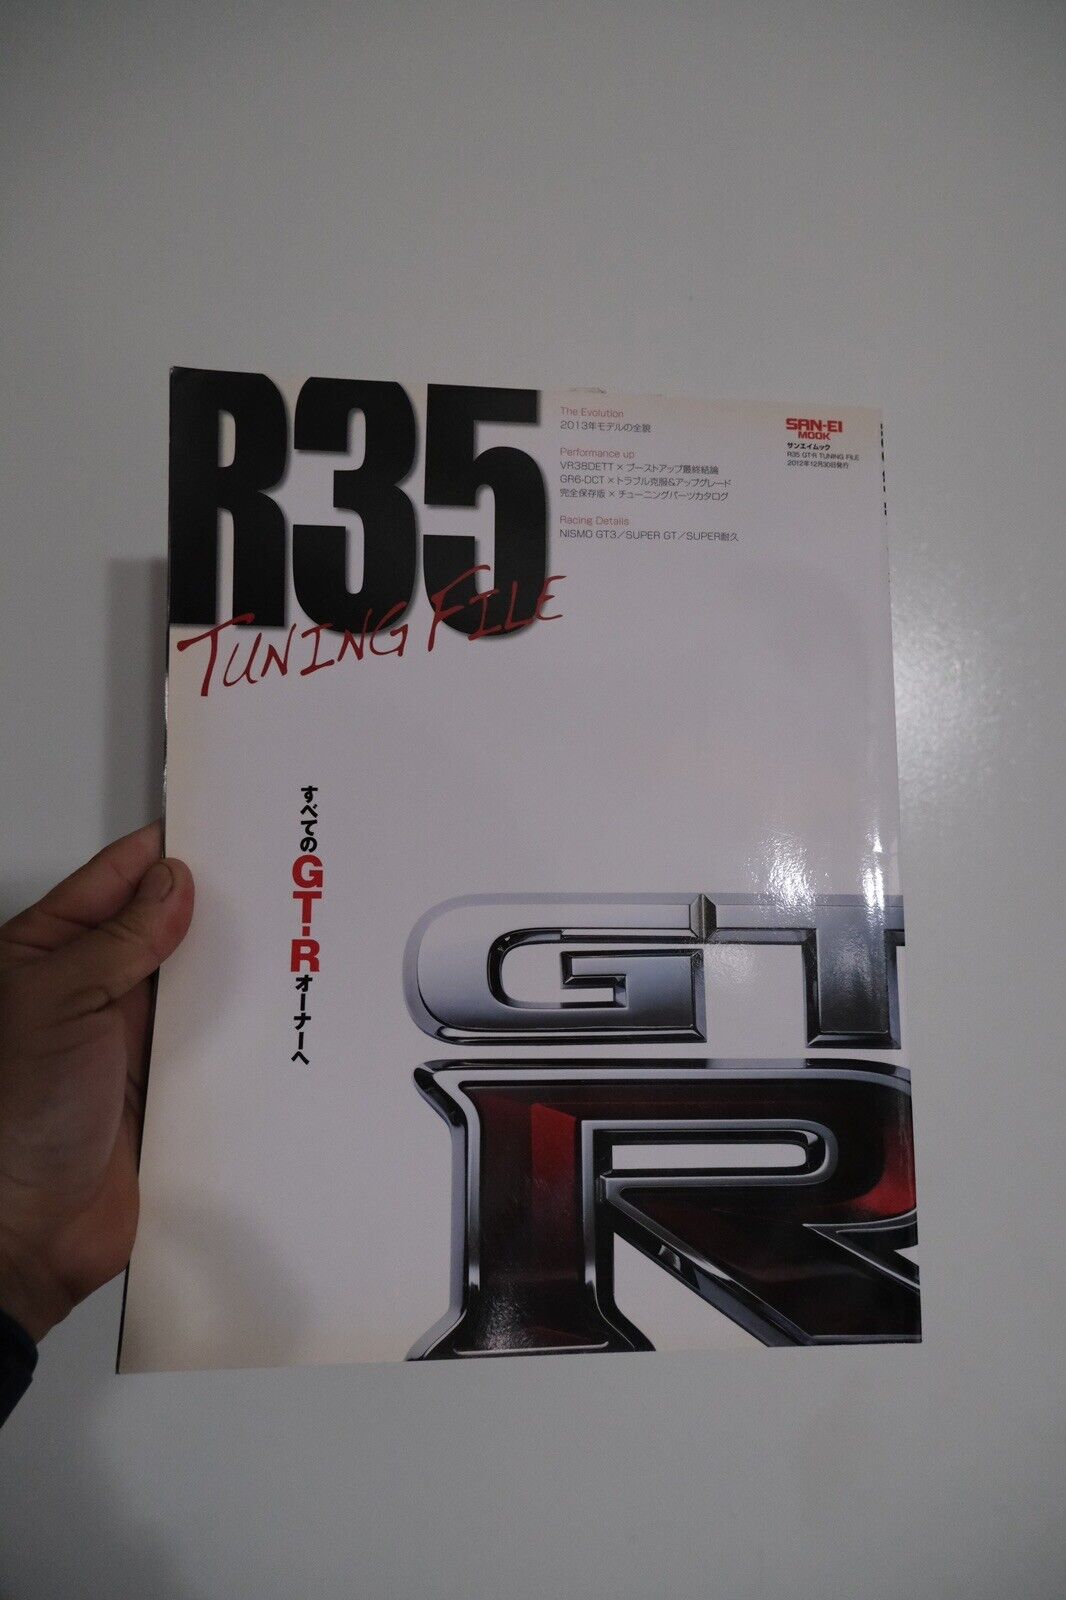 R35
TUNING FILE
The Evolution
2013年モデルの全貌
Performance up
VR38DETT×ブーストアップ最終結論
GR6-DCT×トラブル克服&アップグレード
完全保存版×チューニングパーツカタログ
Racing Details
NISMO GT3／SUPER GT／SUPER耐久
SAN-EI
MOOK
サンエイムック
R35 GT-R TUNING FILE
2012年12月30日発行
すべてのGT-Rオーナーへ
GT
R